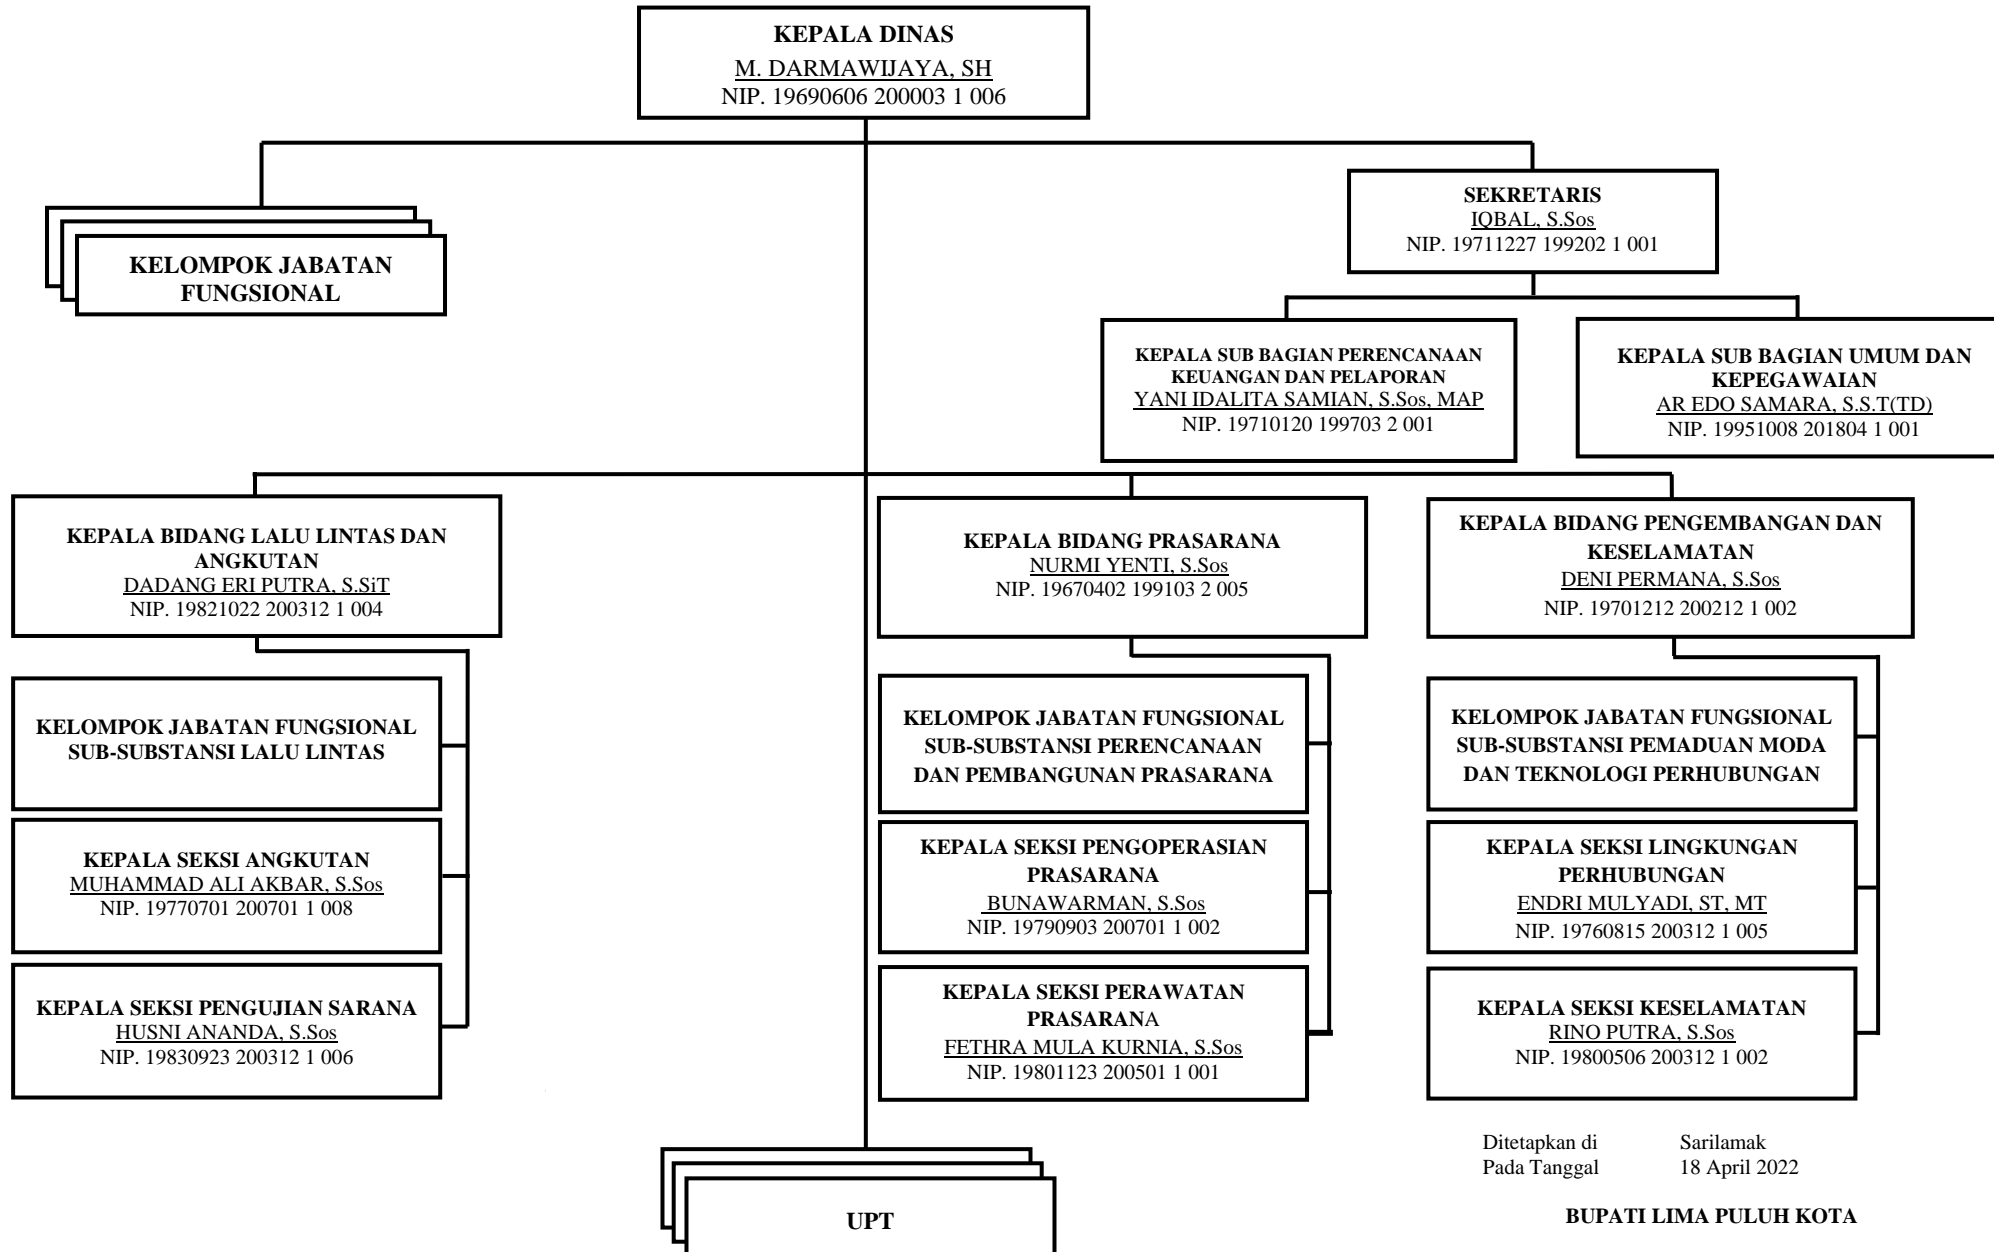 KEPALA DINAS
M. DARMAWIJAYA, SH
NIP. 19690606 200003 1 006
KELOMPOK JABATAN
FUNGSIONAL
SEKRETARIS
IQBAL, S.Sos
NIP. 19711227 199202 1 001
KEPALA SUB BAGIAN PERENCANAAN
KEUANGAN DAN PELAPORAN
YANI IDALITA SAMIAN, S.Sos, MAP
NIP. 19710120 199703 2 001
KEPALA SUB BAGIAN UMUM DAN
KEPEGAWAIAN
AR EDO SAMARA, S.S.T(TD)
NIP. 19951008 201804 1 001
KEPALA BIDANG LALU LINTAS DAN
ANGKUTAN
DADANG ERI PUTRA, S.SiT
NIP. 19821022 200312 1 004
KEPALA BIDANG PRASARANA
NURMI YENTI, S.Sos
NIP. 19670402 199103 2 005
KEPALA BIDANG PENGEMBANGAN DAN
KESELAMATAN
DENI PERMANA, S.Sos
NIP. 19701212 200212 1 002
KELOMPOK JABATAN FUNGSIONAL
SUB-SUBSTANSI LALU LINTAS
KELOMPOK JABATAN FUNGSIONAL
SUB-SUBSTANSI PERENCANAAN
DAN PEMBANGUNAN PRASARANA
KELOMPOK JABATAN FUNGSIONAL
SUB-SUBSTANSI PEMADUAN MODA
DAN TEKNOLOGI PERHUBUNGAN
KEPALA SEKSI ANGKUTAN
MUHAMMAD ALI AKBAR, S.Sos
NIP. 19770701 200701 1 008
KEPALA SEKSI PENGOPERASIAN
PRASARANA
BUNAWARMAN, S.Sos
NIP. 19790903 200701 1 002
KEPALA SEKSI LINGKUNGAN
PERHUBUNGAN
ENDRI MULYADI, ST, MT
NIP. 19760815 200312 1 005
KEPALA SEKSI PENGUJIAN SARANA
HUSNI ANANDA, S.Sos
NIP. 19830923 200312 1 006
KEPALA SEKSI PERAWATAN
PRASARANA
FETHRA MULA KURNIA, S.Sos
NIP. 19801123 200501 1 001
KEPALA SEKSI KESELAMATAN
RINO PUTRA, S.Sos
NIP. 19800506 200312 1 002
UPT
Ditetapkan di Sarilamak
Pada Tanggal 18 April 2022
BUPATI LIMA PULUH KOTA